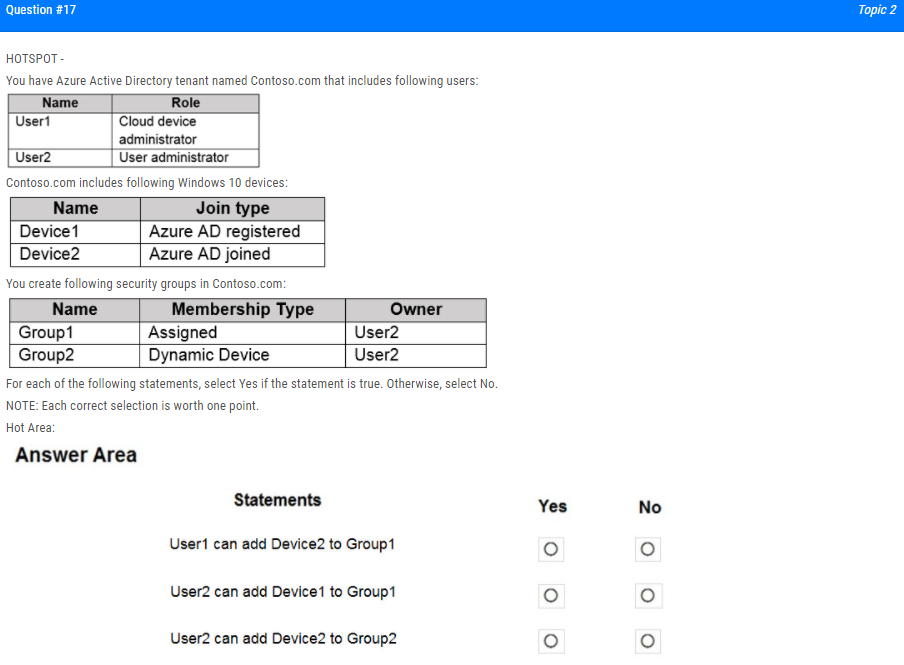 Question #17 Topic 2
HOTSPOT -
You have Azure Active Directory tenant named Contoso.com that includes following users:
Name Role
User1 Cloud device
administrator
User2 User administrator
Contoso.com includes following Windows 10 devices:
Name Join type
Device1 Azure AD registered
Device2 Azure AD joined
You create following security groups in Contoso.com:
Name Membership Type Owner
Group1 Assigned User2
Group2 Dynamic Device User2
For each of the following statements, select Yes if the statement is true. Otherwise, select No.
NOTE: Each correct selection is worth one point.
Hot Area:
Answer Area
Statements Yes No
User1 can add Device2 to Group1
User2 can add Device1 to Group1
User2 can add Device2 to Group2